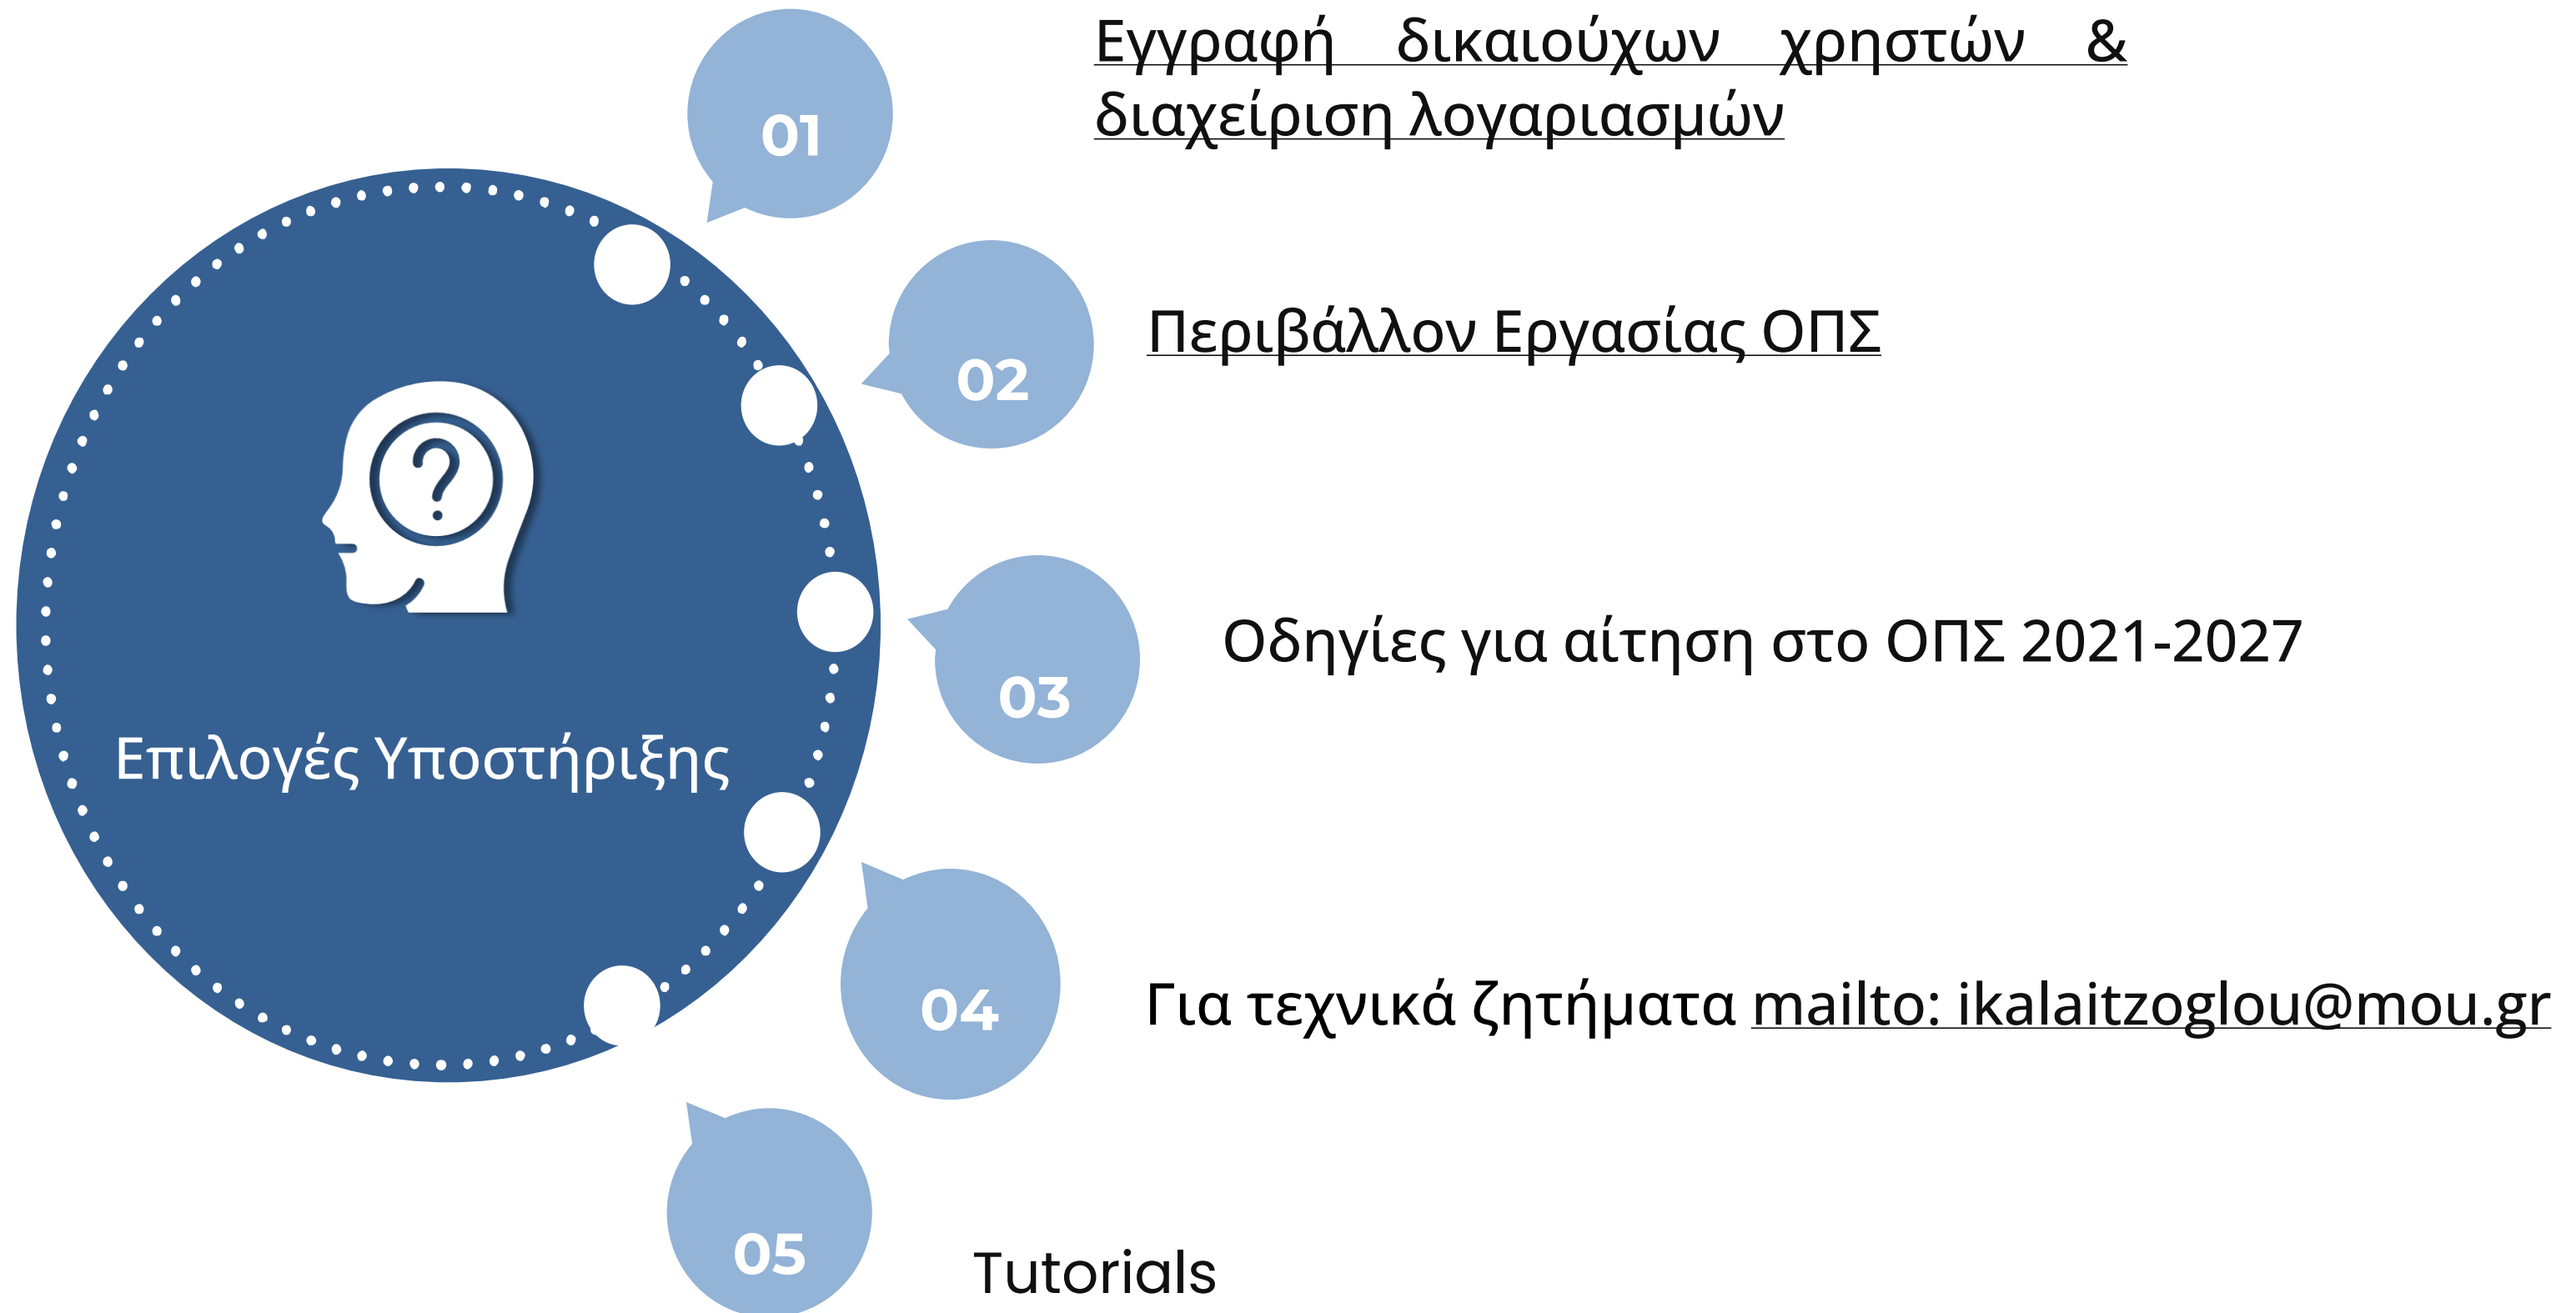 Επιλογές Υποστήριξης
01
Εγγραφή δικαιούχων χρηστών &
διαχείριση λογαριασμών
02
Περιβάλλον Εργασίας ΟΠΣ
03
Οδηγίες για αίτηση στο ΟΠΣ 2021-2027
04
Για τεχνικά ζητήματα mailto: ikalaitzoglou@mou.gr
05
Tutorials